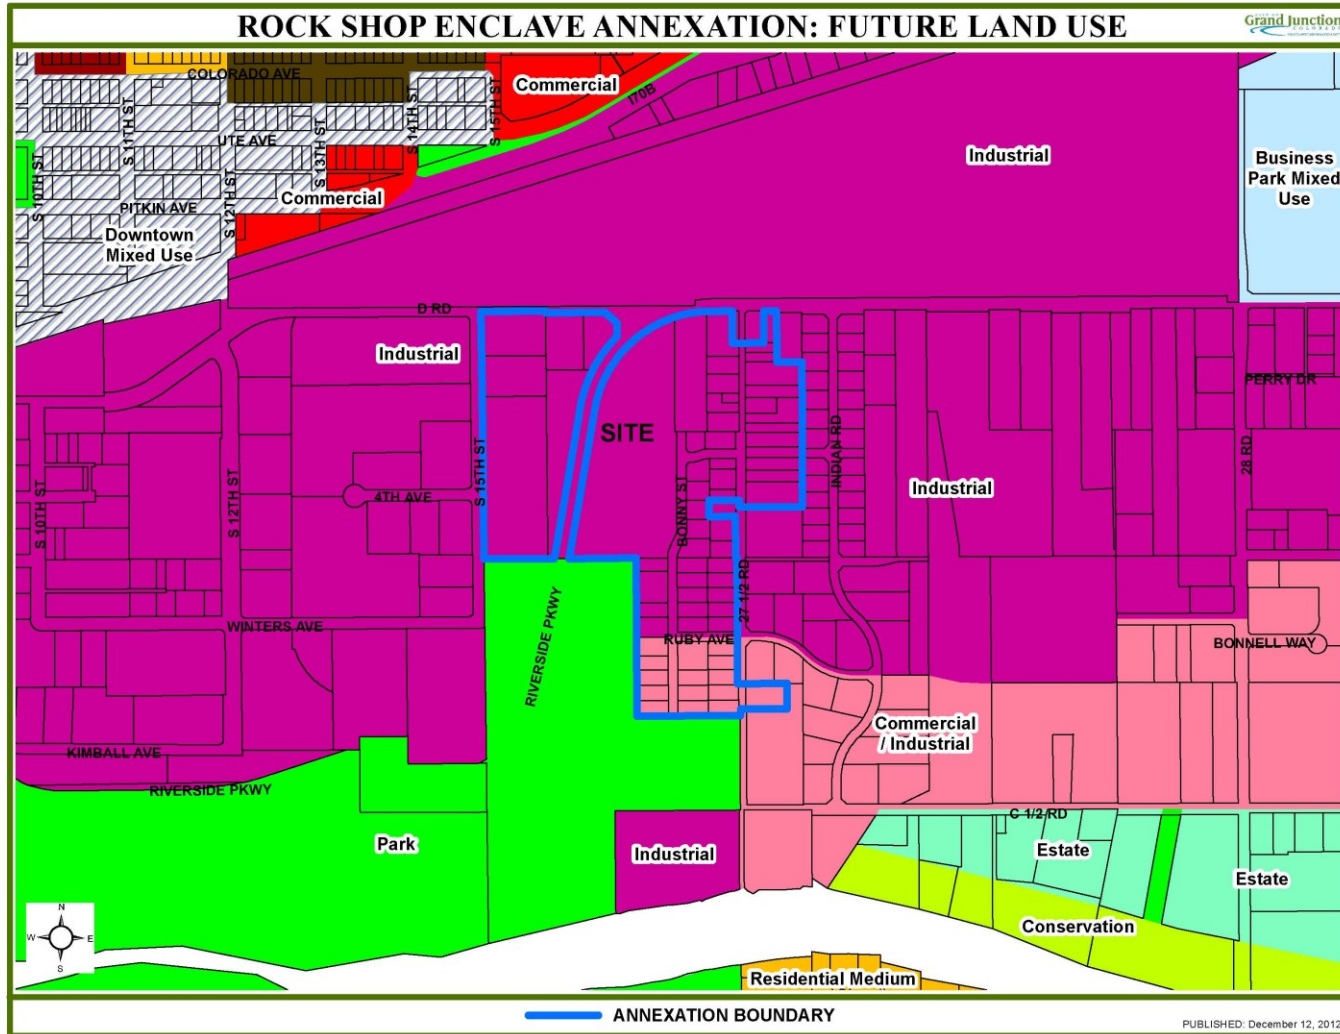 ROCK SHOP ENCLAVE ANNEXATION: FUTURE LAND USE
Grand Junction
COLORADO
COLORADO AVE
Commercial
I70B
S 11TH ST
S 14TH ST
S 15TH ST
UTE AVE
S 13TH ST
Industrial
Business
Park Mixed
Use
S 10TH ST
S 12TH ST
Commercial
PITKIN AVE
Downtown
Mixed Use
D RD
Industrial
PERRY DR
SITE
S 15TH ST
INDIAN RD
28 RD
S 10TH ST
S 12TH ST
4TH AVE
BONNY ST
Industrial
27 1/2 RD
WINTERS AVE
RIVERSIDE PKWY
RUBY AVE
BONNELL WAY
Commercial
/ Industrial
KIMBALL AVE
RIVERSIDE PKWY
C 1/2 RD
Park
Industrial
Estate
Estate
N
W
E
S
Conservation
Residential Medium
ANNEXATION BOUNDARY
PUBLISHED: December 12, 2012